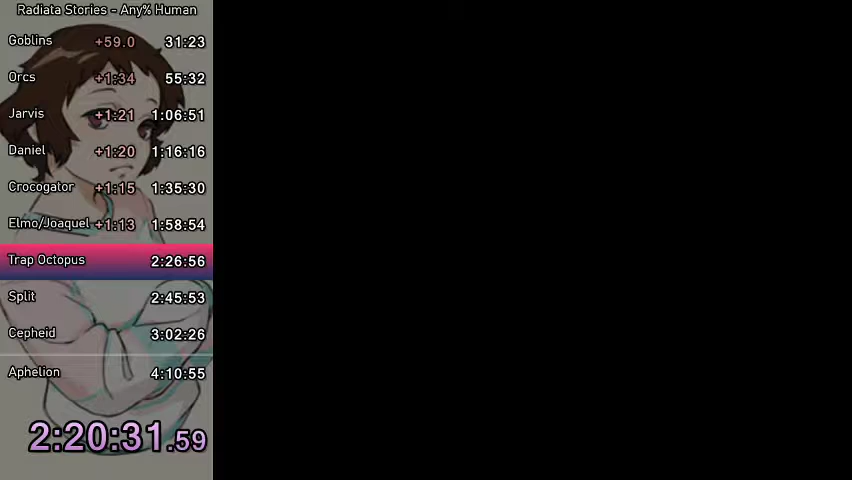 Radiata Stories - Any% Human
Goblins +59.0 31:23
Orcs +1:34 55:32
Jarvis +1:21 1:06:51
Daniel +1:20 1:16:16
Crocogator +1:15 1:35:30
Elmo/Joaquel +1:13 1:58:54
Trap Octopus 2:26:56
Split 2:45:53
Cepheid 3:02:26
Aphelion 4:10:55
2:20:31.59